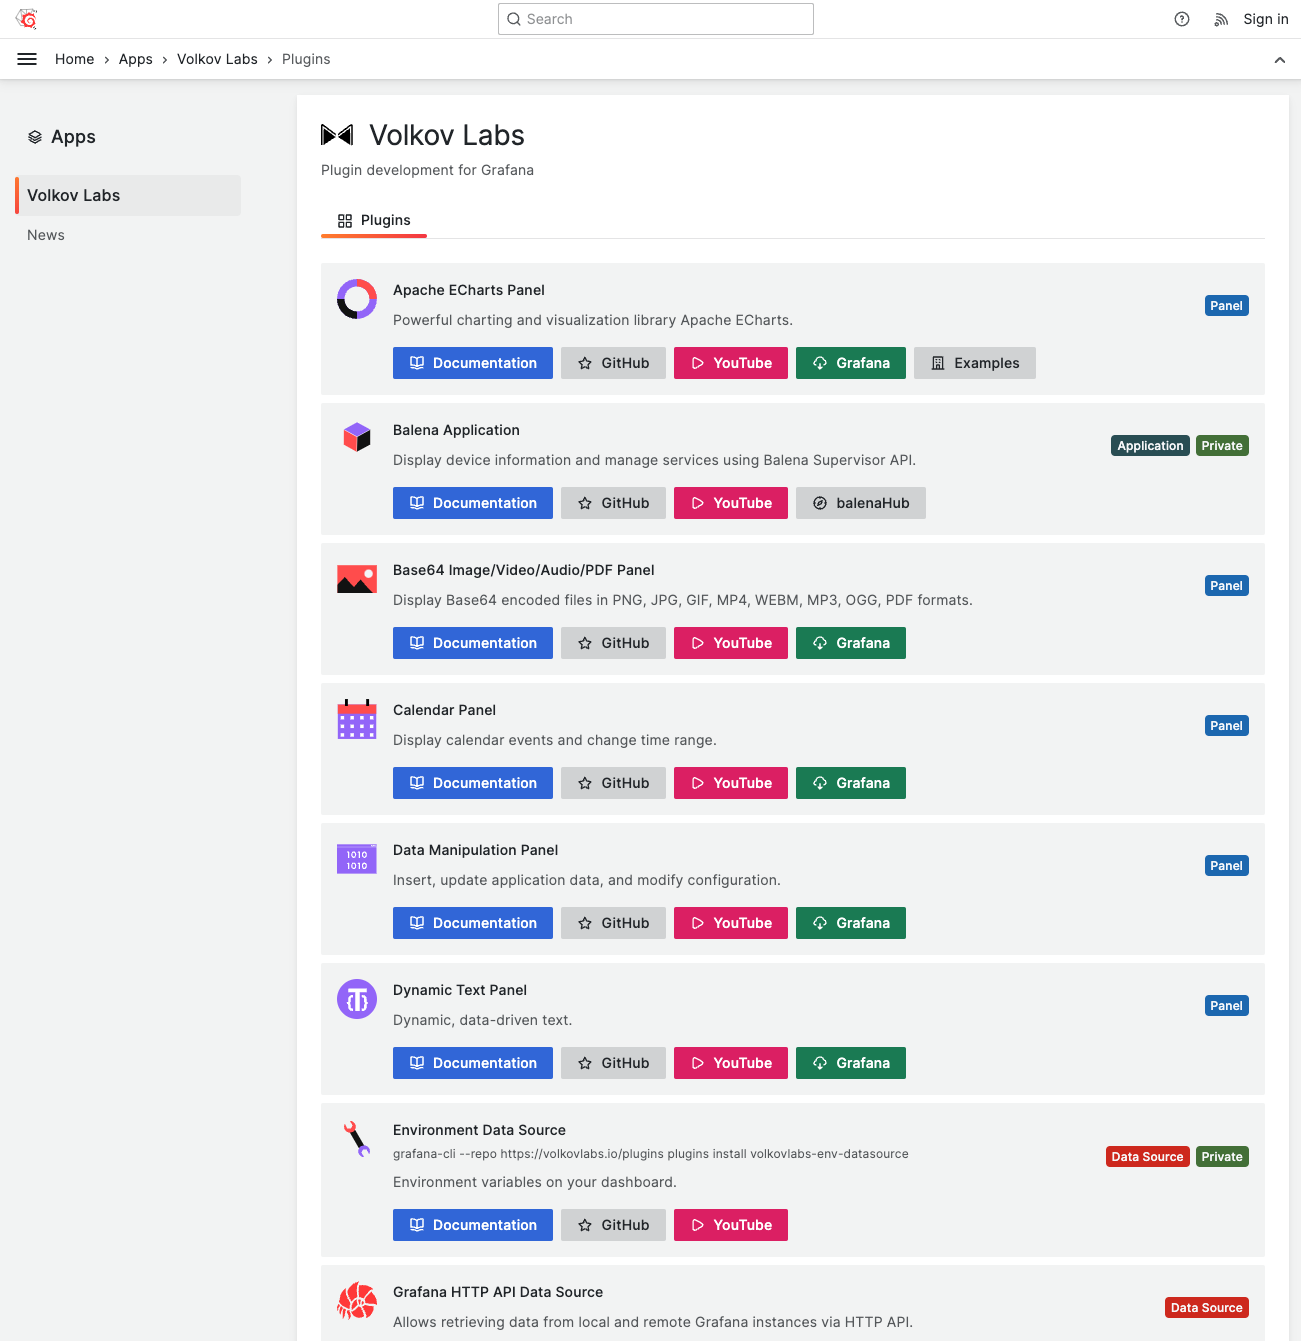 Search
Sign in
Home › Apps › Volkov Labs › Plugins
Apps
Volkov Labs
News
Volkov Labs
Plugin development for Grafana
Plugins
Apache ECharts Panel
Powerful charting and visualization library Apache ECharts.
Panel
Documentation GitHub YouTube Grafana Examples
Balena Application
Display device information and manage services using Balena Supervisor API.
Application Private
Documentation GitHub YouTube balenaHub
Base64 Image/Video/Audio/PDF Panel
Display Base64 encoded files in PNG, JPG, GIF, MP4, WEBM, MP3, OGG, PDF formats.
Panel
Documentation GitHub YouTube Grafana
Calendar Panel
Display calendar events and change time range.
Panel
Documentation GitHub YouTube Grafana
1010
1010
Data Manipulation Panel
Insert, update application data, and modify configuration.
Panel
Documentation GitHub YouTube Grafana
{T}
Dynamic Text Panel
Dynamic, data-driven text.
Panel
Documentation GitHub YouTube Grafana
Environment Data Source
grafana-cli --repo https://volkovlabs.io/plugins plugins install volkovlabs-env-datasource
Environment variables on your dashboard.
Data Source Private
Documentation GitHub YouTube
Grafana HTTP API Data Source
Allows retrieving data from local and remote Grafana instances via HTTP API.
Data Source